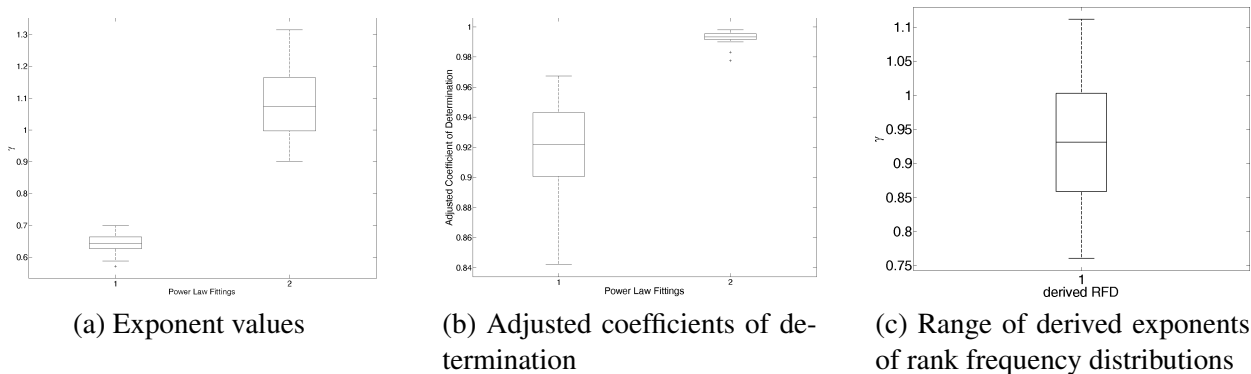 1.3
1.2
1.1
1
0.9
0.8
0.7
0.6
γ
1 2
Power Law Fittings
(a) Exponent values
1
0.98
0.96
0.94
0.92
0.9
0.88
0.86
0.84
Adjusted Coefficient of Determination
1 2
Power Law Fittings
(b) Adjusted coefficients of de-
termination
1.1
1.05
1
0.95
0.9
0.85
0.8
0.75
γ
1
derived RFD
(c) Range of derived exponents
of rank frequency distributions